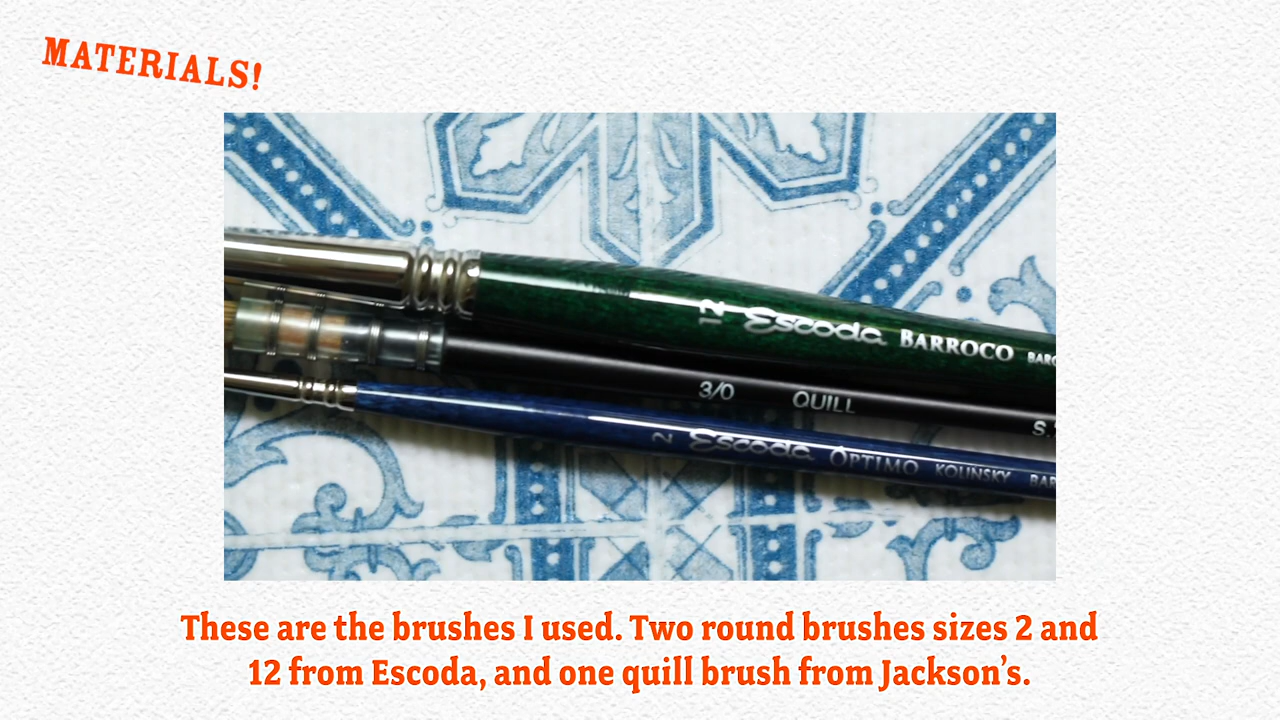 MATERIALS!
12 Escoda BARROCO
3/0 QUILL
2 Escoda OPTIMO KOLINSKY
These are the brushes I used. Two round brushes sizes 2 and
12 from Escoda, and one quill brush from Jackson's.